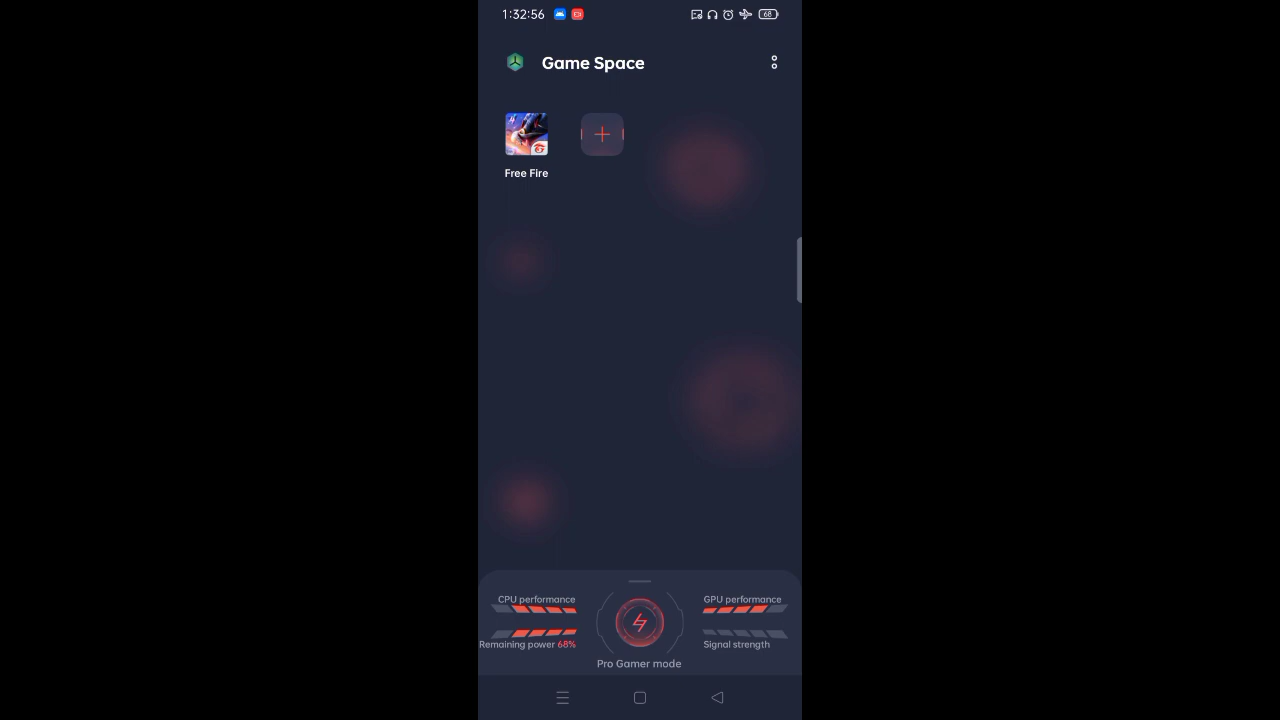 1:32:56
68
Game Space
Free Fire
CPU performance
GPU performance
Remaining power 68%
Signal strength
Pro Gamer mode